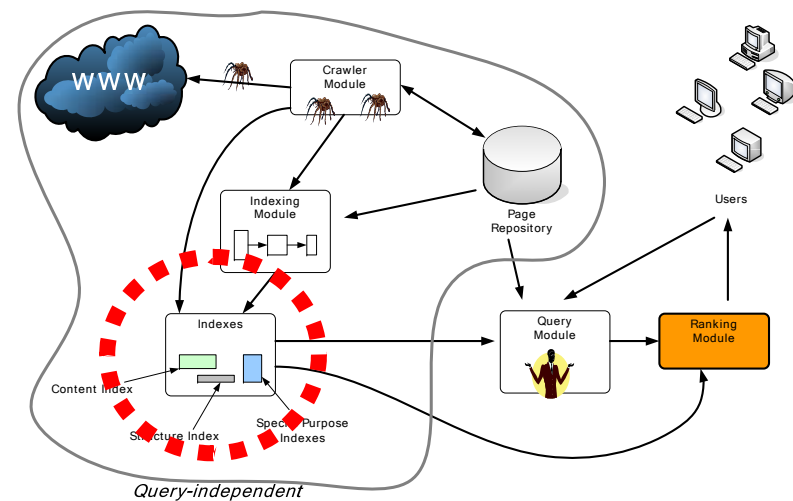 WWW
Crawler
Module
Indexing
Module
Page
Repository
Users
Indexes
Query
Module
Ranking
Module
Content Index
Structure Index
Special Purpose
Indexes
Query-independent